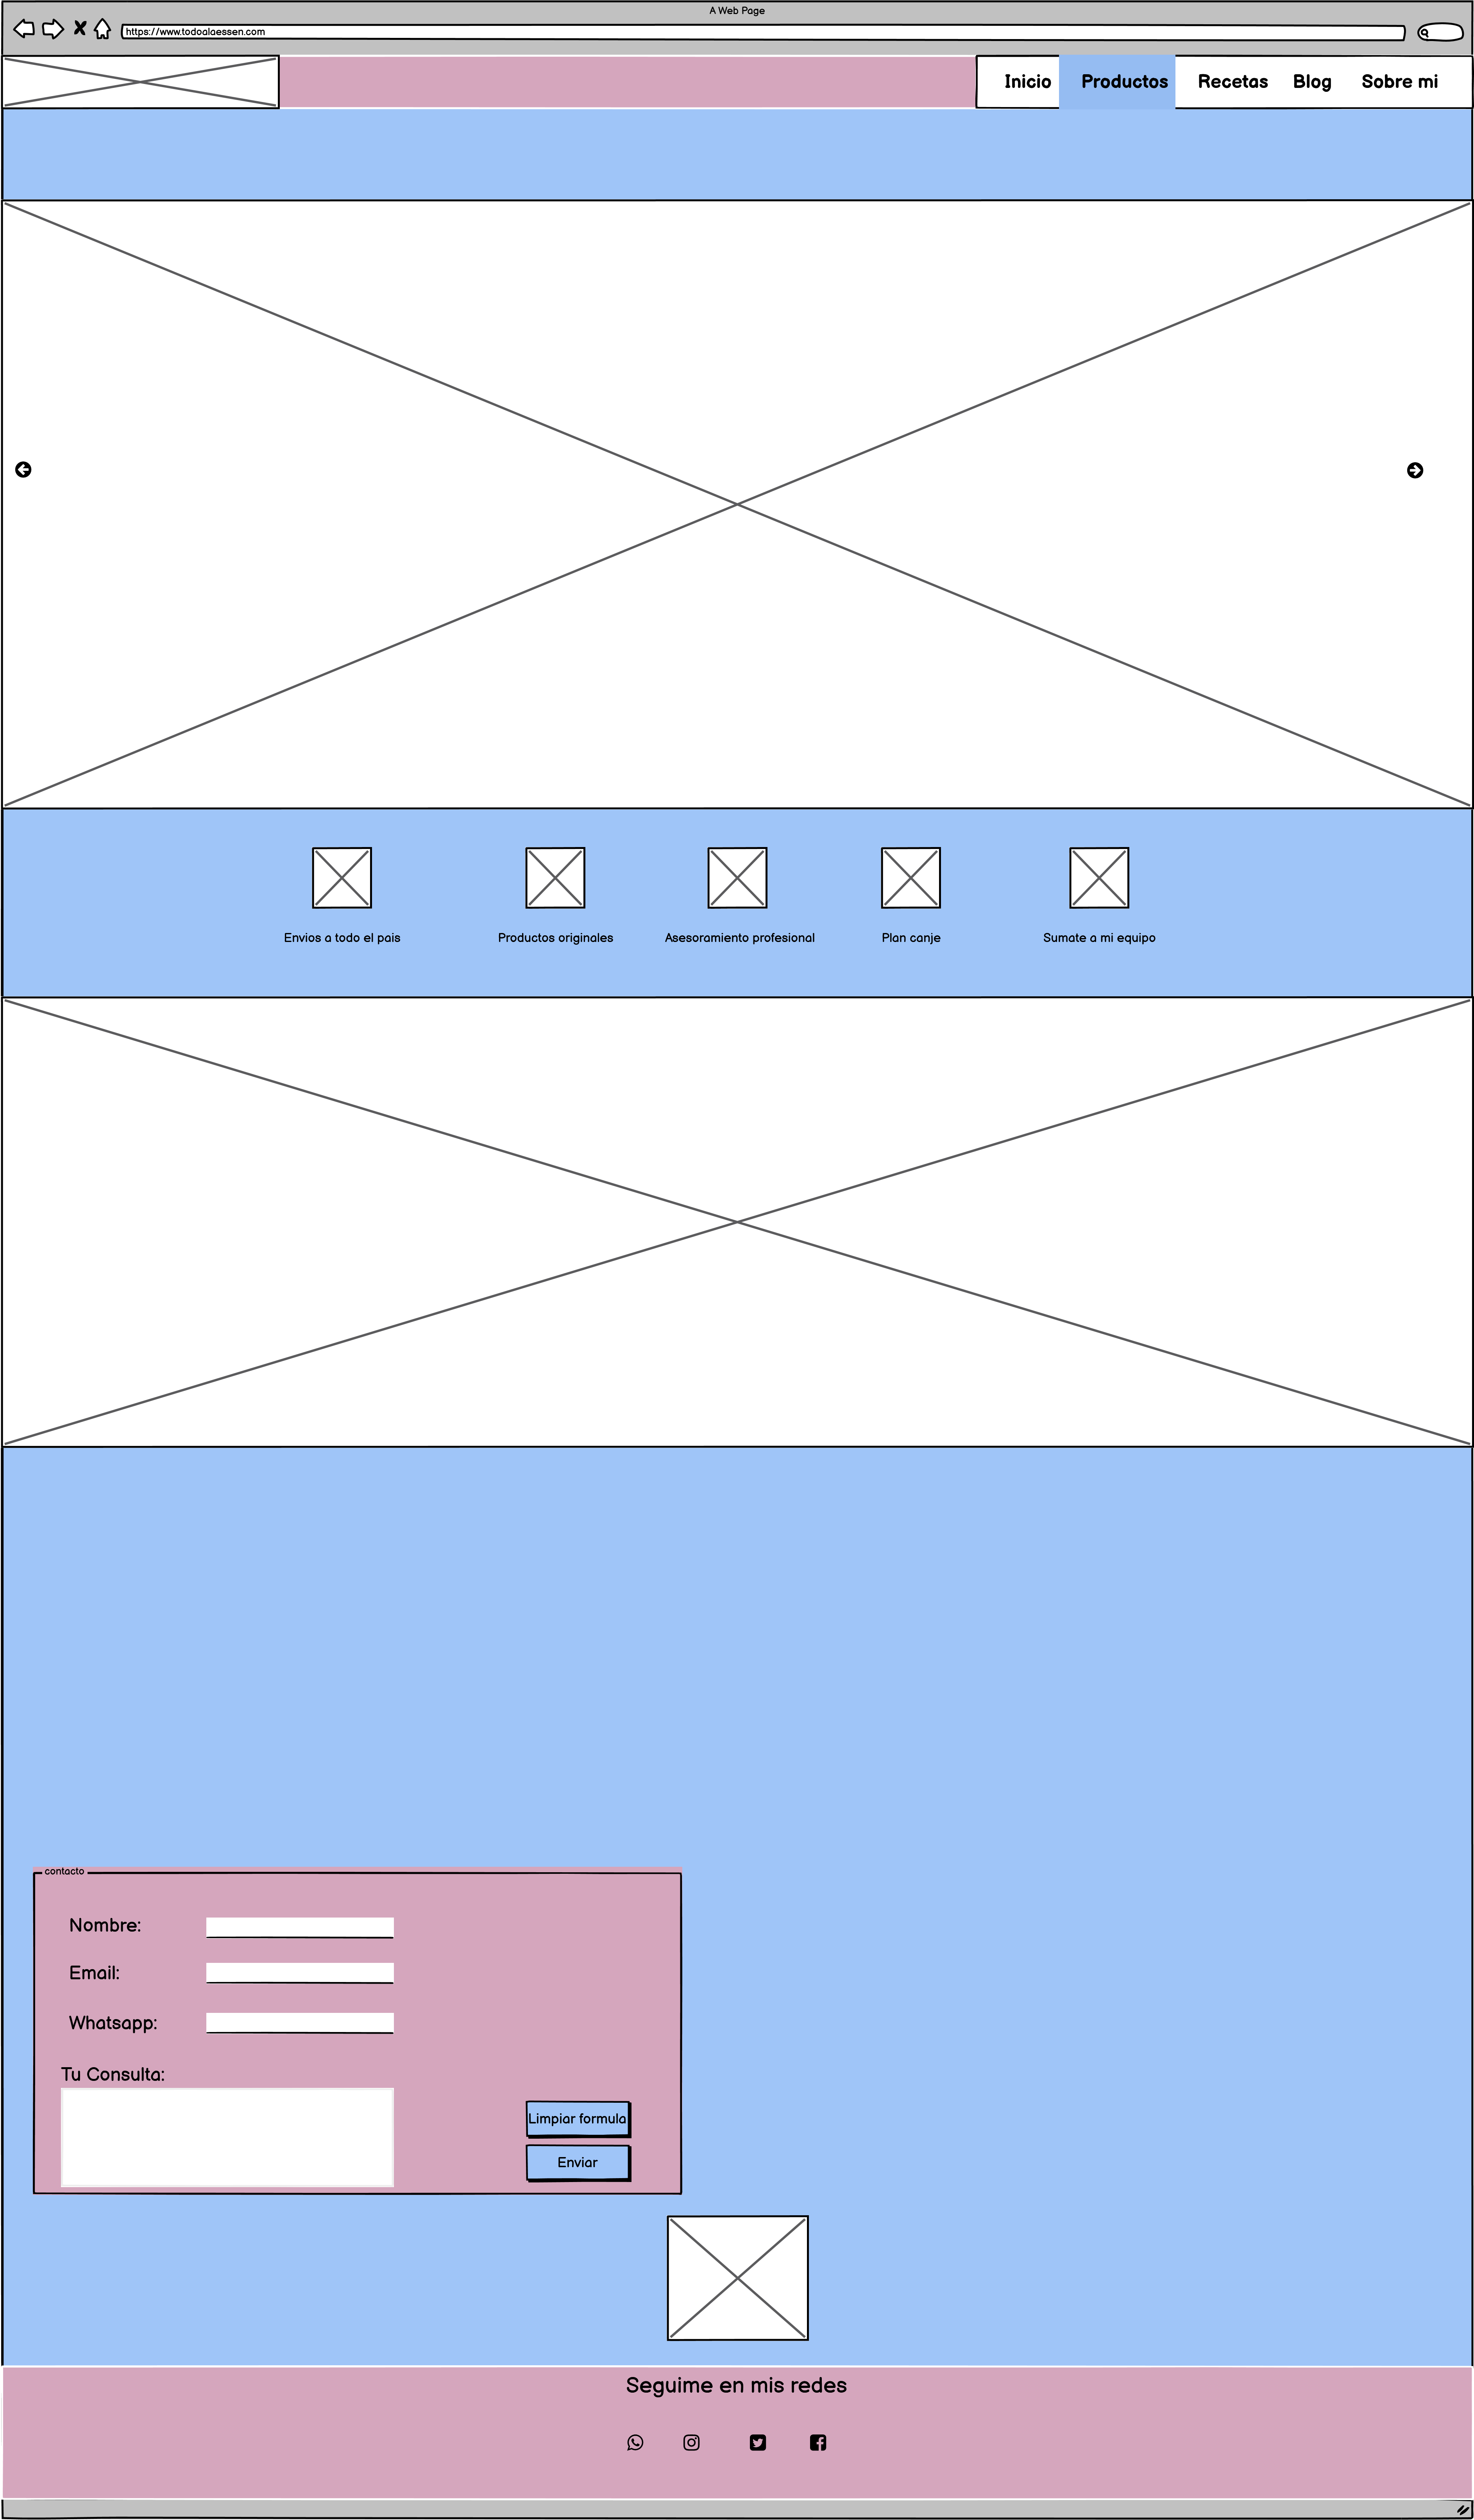 A Web Page
https://www.todoalaessen.com
Inicio Productos Recetas Blog Sobre mi
Envios a todo el pais Productos originales Asesoramiento profesional Plan canje Sumate a mi equipo
contacto
Nombre:
Email:
Whatsapp:
Tu Consulta:
Limpiar formula
Enviar
Seguime en mis redes